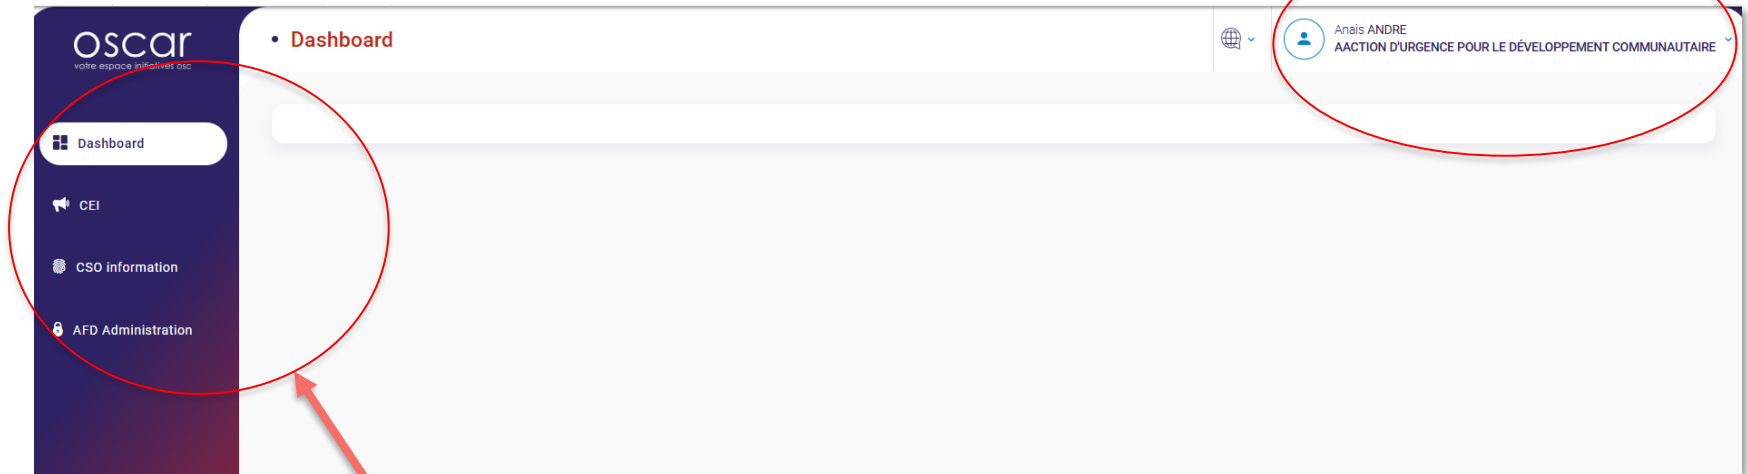 oscar
votre espace initiatives osc
Dashboard
Anais ANDRE
AACTION D'URGENCE POUR LE DÉVELOPPEMENT COMMUNAUTAIRE
Dashboard
CEI
CSO information
AFD Administration